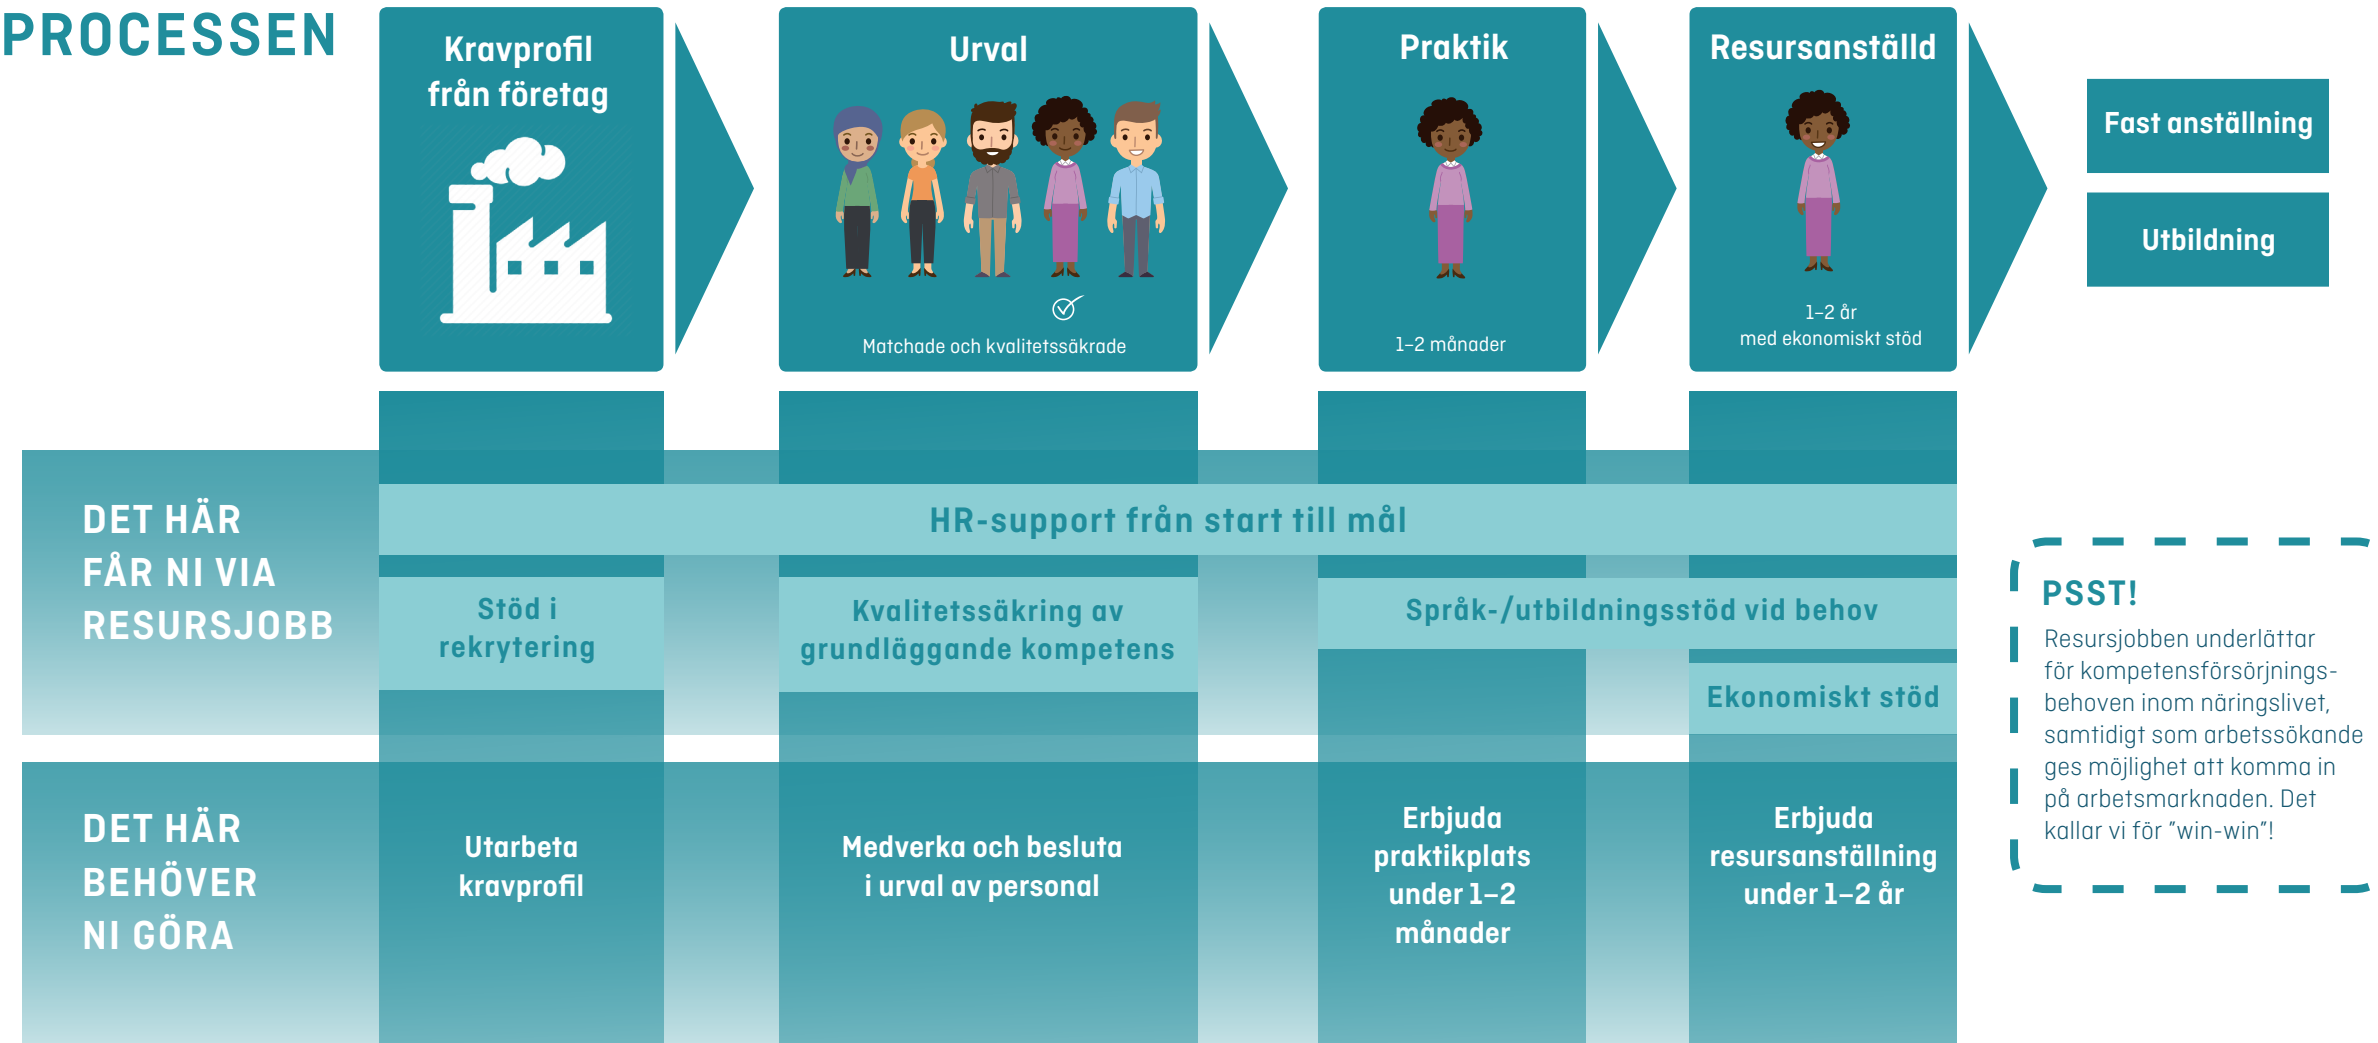 PROCESSEN
Kravprofil
från företag
Urval
Matchade och kvalitetssäkrade
Praktik
1–2 månader
Resursanställd
1–2 år
med ekonomiskt stöd
Fast anställning
Utbildning
DET HÄR
FÅR NI VIA
RESURSJOBB
HR-support från start till mål
Stöd i
rekrytering
Kvalitetssäkring av
grundläggande kompetens
Språk-/utbildningsstöd vid behov
Ekonomiskt stöd
DET HÄR
BEHÖVER
NI GÖRA
Utarbeta
kravprofil
Medverka och besluta
i urval av personal
Erbjuda
praktikplats
under 1–2
månader
Erbjuda
resursanställning
under 1–2 år
PSST!
Resursjobben underlättar
för kompetensförsörjnings-
behoven inom näringslivet,
samtidigt som arbetssökande
ges möjlighet att komma in
på arbetsmarknaden. Det
kallar vi för ”win-win”!